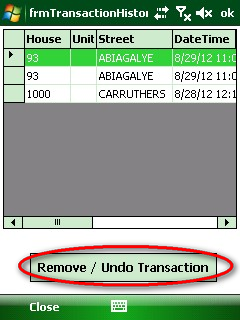 frmTransactionHistor ok
House Unit Street DateTime
93 ABIAGALYE 8/29/12 11:0
93 ABIAGALYE 8/29/12 11:0
1000 CARRUTHERS 8/28/12 12:1
Remove / Undo Transaction
Close